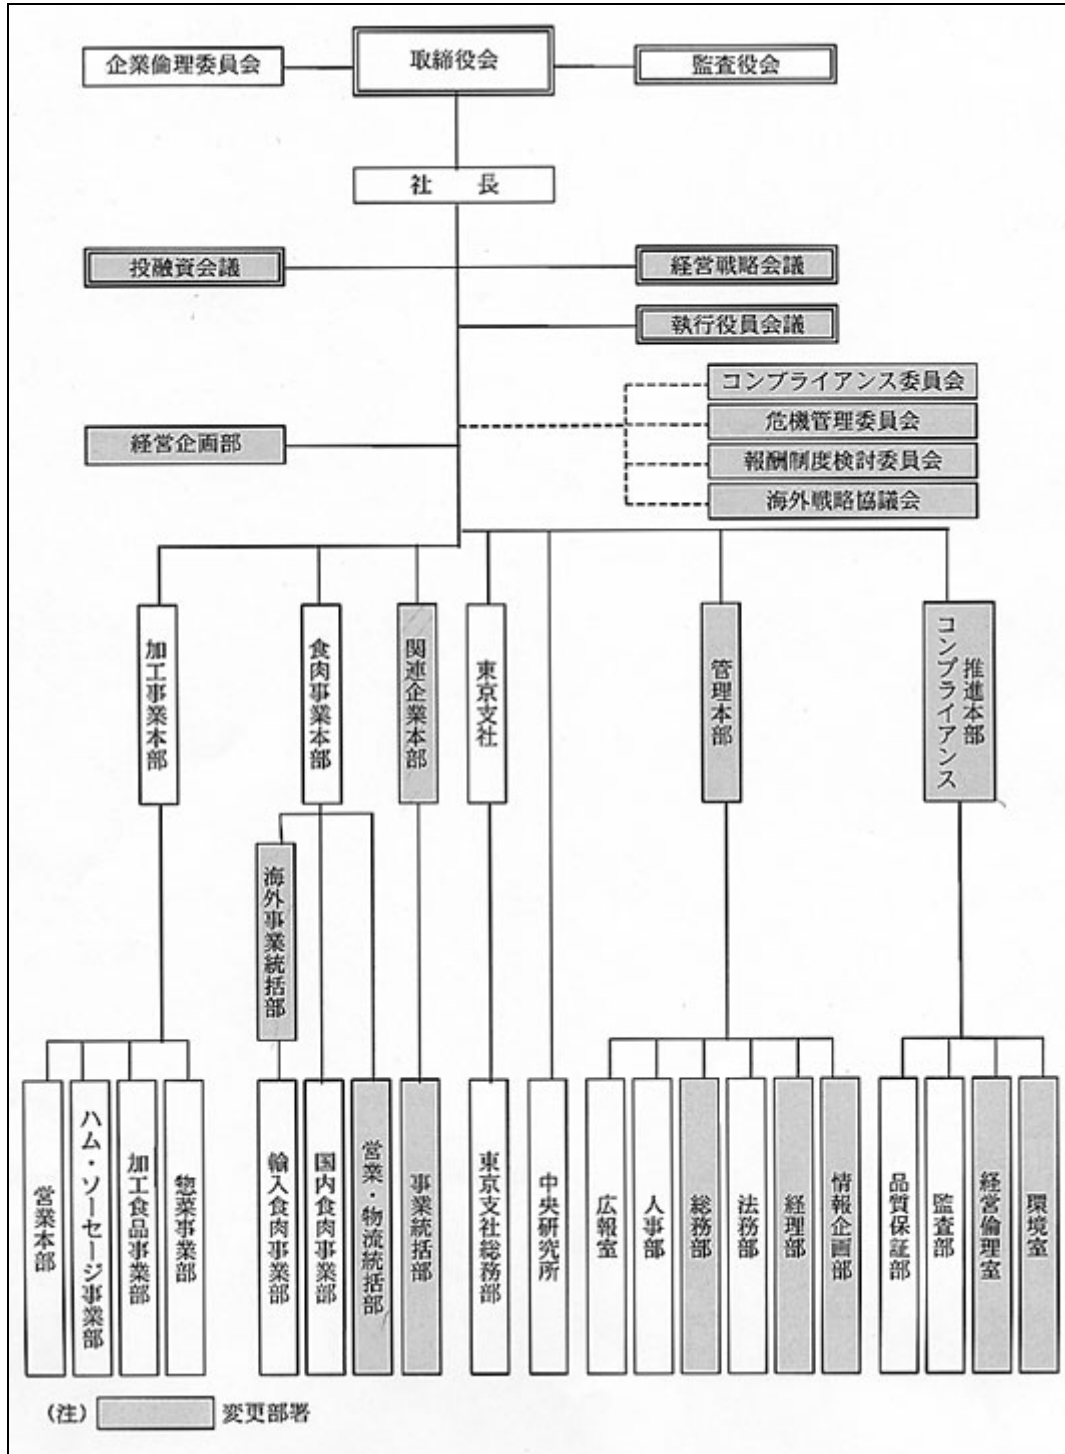 企業倫理委員会
取締役会
監査役会
社　長
投融資会議
経営戦略会議
執行役員会議
コンプライアンス委員会
危機管理委員会
報酬制度検討委員会
海外戦略協議会
経営企画部
加工事業本部
食肉事業本部
関連企業本部
東京支社
管理本部
コンプライアンス
推進本部
海外事業統括部
営業本部
ハム・ソーセージ事業部
加工食品事業部
惣菜事業部
輸入食肉事業部
国内食肉事業部
営業・物流統括部
事業統括部
東京支社総務部
中央研究所
広報室
人事部
総務部
法務部
経理部
情報企画部
品質保証部
監査部
経営倫理室
環境室
(注)　変更部署